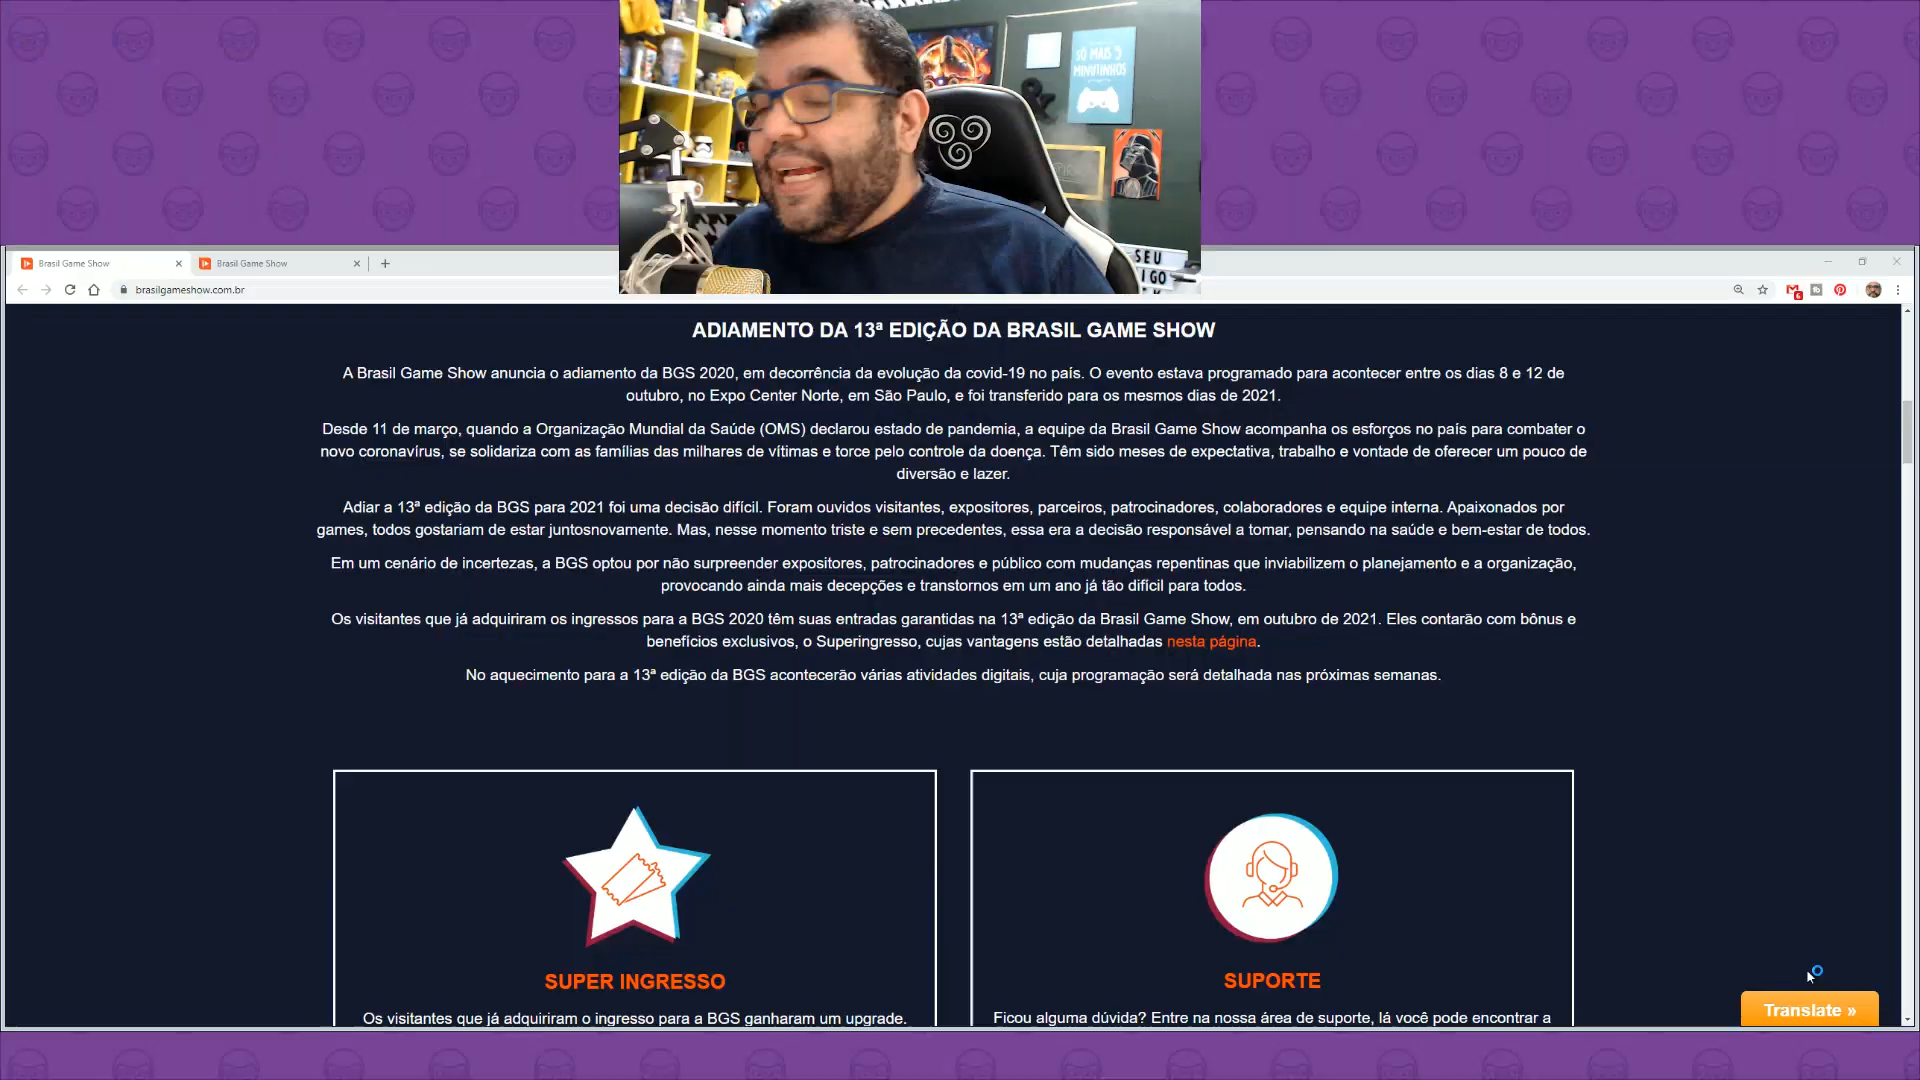 SÓ MAIS 5
MINUTINHOS
SEU
IGO
Brasil Game Show
Brasil Game Show
brasilgameshow.com.br
6
ADIAMENTO DA 13ª EDIÇÃO DA BRASIL GAME SHOW
A Brasil Game Show anuncia o adiamento da BGS 2020, em decorrência da evolução da covid-19 no país. O evento estava programado para acontecer entre os dias 8 e 12 de
outubro, no Expo Center Norte, em São Paulo, e foi transferido para os mesmos dias de 2021.
Desde 11 de março, quando a Organização Mundial da Saúde (OMS) declarou estado de pandemia, a equipe da Brasil Game Show acompanha os esforços no país para combater o
novo coronavírus, se solidariza com as famílias das milhares de vítimas e torce pelo controle da doença. Têm sido meses de expectativa, trabalho e vontade de oferecer um pouco de
diversão e lazer.
Adiar a 13ª edição da BGS para 2021 foi uma decisão difícil. Foram ouvidos visitantes, expositores, parceiros, patrocinadores, colaboradores e equipe interna. Apaixonados por
games, todos gostariam de estar juntosnovamente. Mas, nesse momento triste e sem precedentes, essa era a decisão responsável a tomar, pensando na saúde e bem-estar de todos.
Em um cenário de incertezas, a BGS optou por não surpreender expositores, patrocinadores e público com mudanças repentinas que inviabilizem o planejamento e a organização,
provocando ainda mais decepções e transtornos em um ano já tão difícil para todos.
Os visitantes que já adquiriram os ingressos para a BGS 2020 têm suas entradas garantidas na 13ª edição da Brasil Game Show, em outubro de 2021. Eles contarão com bônus e
benefícios exclusivos, o Superingresso, cujas vantagens estão detalhadas nesta página.
No aquecimento para a 13ª edição da BGS acontecerão várias atividades digitais, cuja programação será detalhada nas próximas semanas.
SUPER INGRESSO
Os visitantes que já adquiriram o ingresso para a BGS ganharam um upgrade.
SUPORTE
Ficou alguma dúvida? Entre na nossa área de suporte, lá você pode encontrar a
Translate »